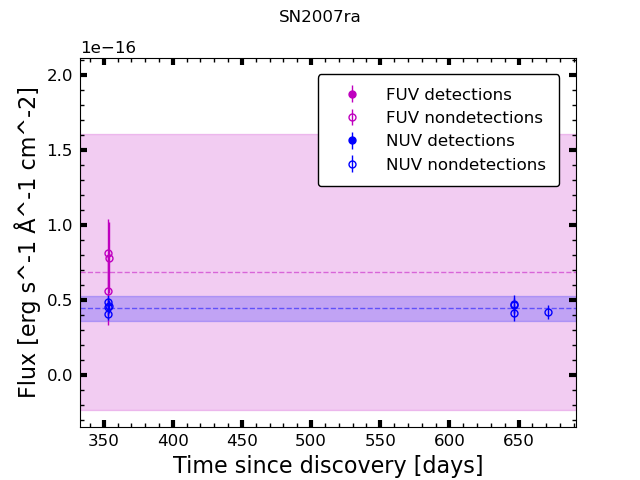 SN2007ra
1e−16
FUV detections
FUV nondetections
NUV detections
NUV nondetections
2.0
1.5
1.0
0.5
0.0
Flux [erg s^-1 Å^-1 cm^-2]
350 400 450 500 550 600 650
Time since discovery [days]